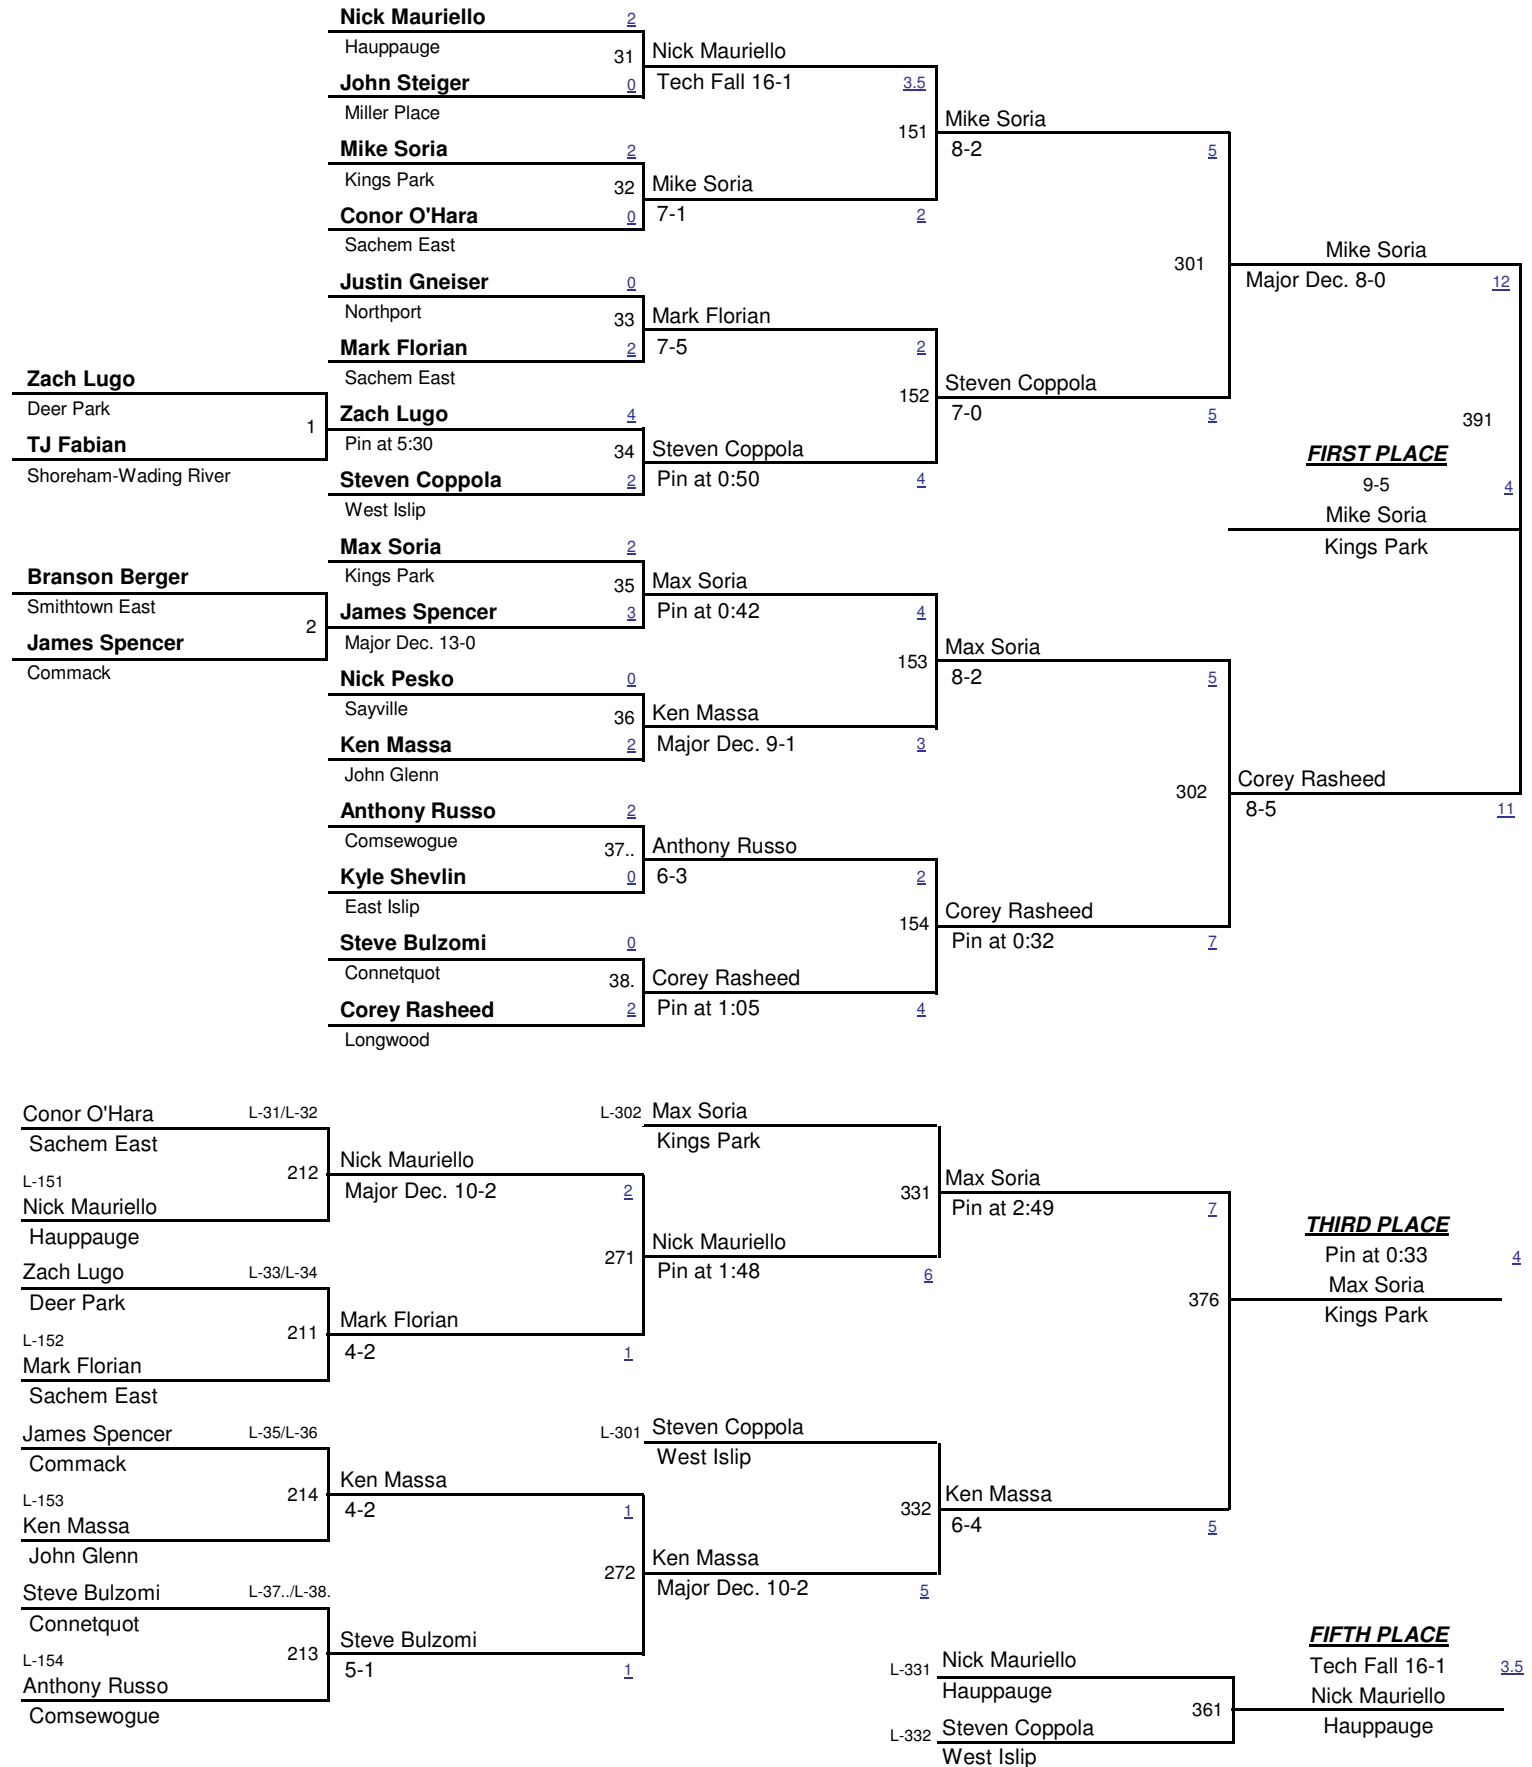 Nick Mauriello 2
Hauppauge
31
John Steiger 0
Miller Place
Mike Soria 2
Kings Park
32
Conor O'Hara 0
Sachem East
Justin Gneiser 0
Northport
33
Mark Florian 2
Sachem East
Zach Lugo
Deer Park
1
TJ Fabian
Shoreham-Wading River
Zach Lugo 4
Pin at 5:30
34
Steven Coppola 2
West Islip
Max Soria 2
Kings Park
35
Branson Berger
Smithtown East
2
James Spencer
Commack
James Spencer 3
Major Dec. 13-0
Nick Pesko 0
Sayville
36
Ken Massa 2
John Glenn
Anthony Russo 2
Comsewogue
37..
Kyle Shevlin 0
East Islip
Steve Bulzomi 0
Connetquot
38.
Corey Rasheed 2
Longwood
Nick Mauriello
Tech Fall 16-1 3.5
151
Mike Soria
7-1 2
Mark Florian
7-5 2
152
Steven Coppola
Pin at 0:50 4
Max Soria
Pin at 0:42 4
153
Ken Massa
Major Dec. 9-1 3
Anthony Russo
6-3 2
154
Corey Rasheed
Pin at 1:05 4
Mike Soria
8-2 5
301
Steven Coppola
7-0 5
Max Soria
8-2 5
302
Corey Rasheed
Pin at 0:32 7
Mike Soria
Major Dec. 8-0 12
391
FIRST PLACE
9-5 4
Mike Soria
Kings Park
Corey Rasheed
8-5 11
Conor O'Hara L-31/L-32
Sachem East
212
L-151
Nick Mauriello
Hauppauge
Zach Lugo L-33/L-34
Deer Park
211
L-152
Mark Florian
Sachem East
James Spencer L-35/L-36
Commack
214
L-153
Ken Massa
John Glenn
Steve Bulzomi L-37../L-38.
Connetquot
213
L-154
Anthony Russo
Comsewogue
Nick Mauriello
Major Dec. 10-2 2
271
Mark Florian
4-2 1
Ken Massa
4-2 1
272
Steve Bulzomi
5-1 1
L-302 Max Soria
Kings Park
331
Nick Mauriello
Pin at 1:48 6
L-301 Steven Coppola
West Islip
332
Ken Massa
Major Dec. 10-2 5
Max Soria
Pin at 2:49 7
376
Ken Massa
6-4 5
THIRD PLACE
Pin at 0:33 4
Max Soria
Kings Park
L-331 Nick Mauriello
Hauppauge
361
L-332 Steven Coppola
West Islip
FIFTH PLACE
Tech Fall 16-1 3.5
Nick Mauriello
Hauppauge